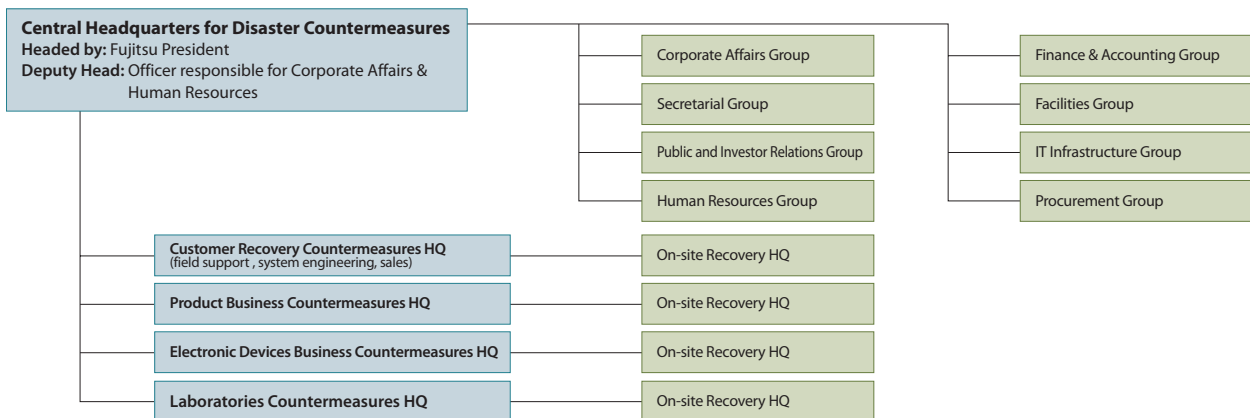 Central Headquarters for Disaster Countermeasures
Headed by: Fujitsu President
Deputy Head: Officer responsible for Corporate Affairs &
Human Resources
Corporate Affairs Group
Secretarial Group
Public and Investor Relations Group
Human Resources Group
Finance & Accounting Group
Facilities Group
IT Infrastructure Group
Procurement Group
Customer Recovery Countermeasures HQ
(field support , system engineering, sales)
On-site Recovery HQ
Product Business Countermeasures HQ
On-site Recovery HQ
Electronic Devices Business Countermeasures HQ
On-site Recovery HQ
Laboratories Countermeasures HQ
On-site Recovery HQ